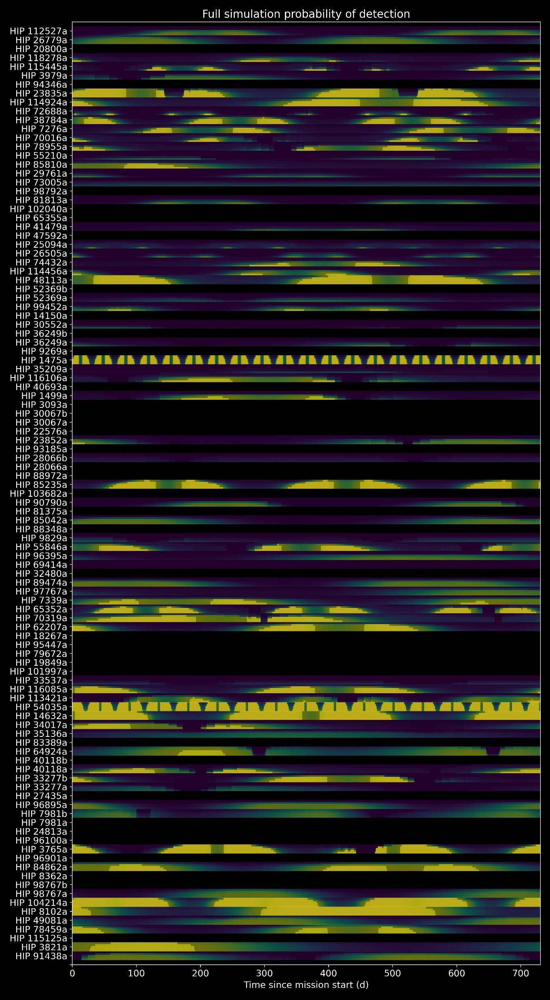 Full simulation probability of detection
HIP 112527a
HIP 26779a
HIP 20800a
HIP 118278a
HIP 115445a
HIP 3979a
HIP 94346a
HIP 23835a
HIP 114924a
HIP 72688a
HIP 38784a
HIP 7276a
HIP 70016a
HIP 78955a
HIP 55210a
HIP 85810a
HIP 29761a
HIP 73005a
HIP 98792a
HIP 81813a
HIP 102040a
HIP 65355a
HIP 41479a
HIP 47592a
HIP 25094a
HIP 26505a
HIP 74432a
HIP 114456a
HIP 48113a
HIP 52369b
HIP 52369a
HIP 99452a
HIP 14150a
HIP 30552a
HIP 36249b
HIP 36249a
HIP 9269a
HIP 1475a
HIP 35209a
HIP 116106a
HIP 40693a
HIP 1499a
HIP 3093a
HIP 30067b
HIP 30067a
HIP 22576a
HIP 23852a
HIP 93185a
HIP 28066b
HIP 28066a
HIP 88972a
HIP 85235a
HIP 103682a
HIP 90790a
HIP 81375a
HIP 85042a
HIP 88348a
HIP 9829a
HIP 55846a
HIP 96395a
HIP 69414a
HIP 32480a
HIP 89474a
HIP 97767a
HIP 7339a
HIP 65352a
HIP 70319a
HIP 62207a
HIP 18267a
HIP 95447a
HIP 79672a
HIP 19849a
HIP 101997a
HIP 33537a
HIP 116085a
HIP 113421a
HIP 54035a
HIP 14632a
HIP 34017a
HIP 35136a
HIP 83389a
HIP 64924a
HIP 40118b
HIP 40118a
HIP 33277b
HIP 33277a
HIP 27435a
HIP 96895a
HIP 7981b
HIP 7981a
HIP 24813a
HIP 96100a
HIP 3765a
HIP 96901a
HIP 84862a
HIP 8362a
HIP 98767b
HIP 98767a
HIP 104214a
HIP 8102a
HIP 49081a
HIP 78459a
HIP 115125a
HIP 3821a
HIP 91438a
0 100 200 300 400 500 600 700
Time since mission start (d)